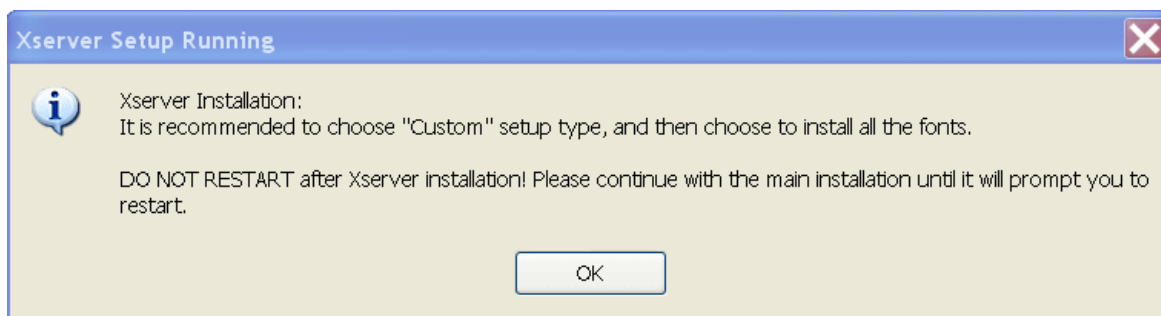 Xserver Setup Running
Xserver Installation:
It is recommended to choose "Custom" setup type, and then choose to install all the fonts.
DO NOT RESTART after Xserver installation! Please continue with the main installation until it will prompt you to
restart.
OK